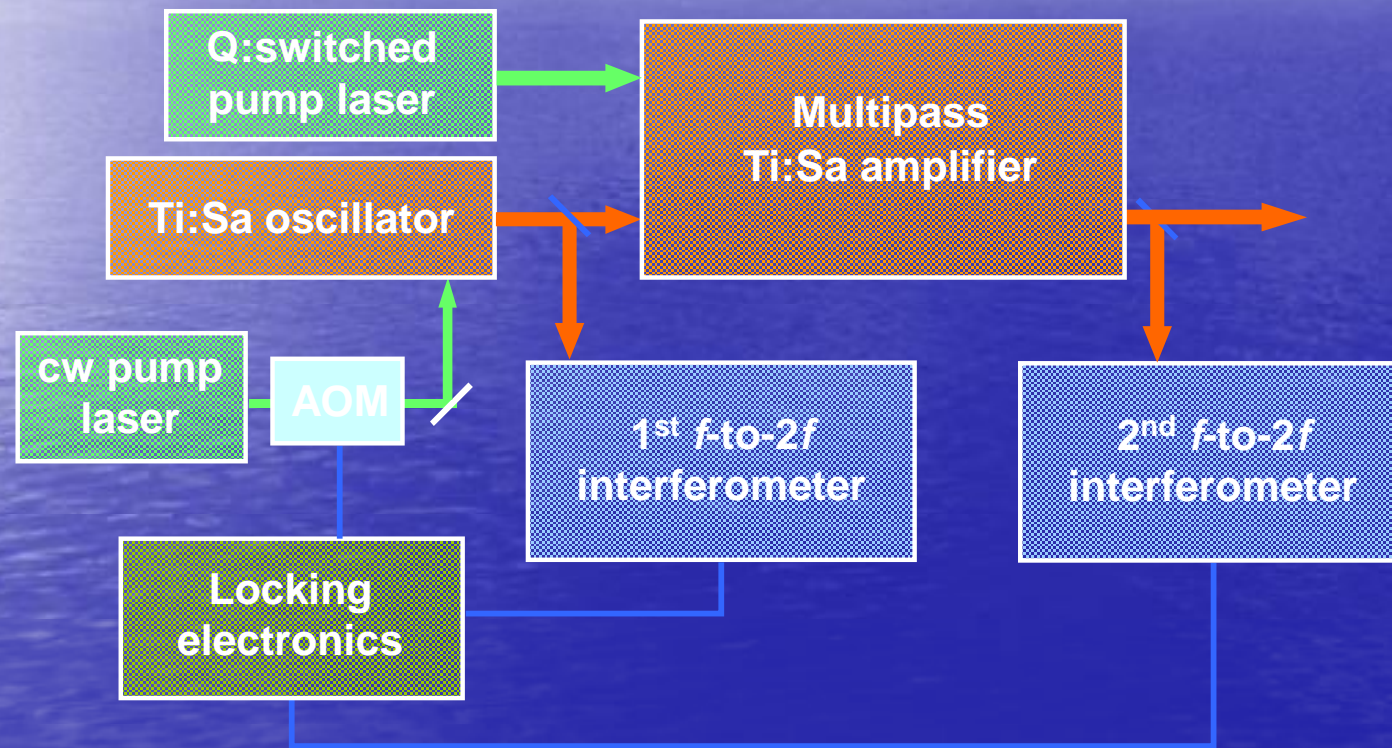 Q:switched
pump laser
Multipass
Ti:Sa amplifier
Ti:Sa oscillator
cw pump
laser
AOM
1st f-to-2f
interferometer
2nd f-to-2f
interferometer
Locking
electronics